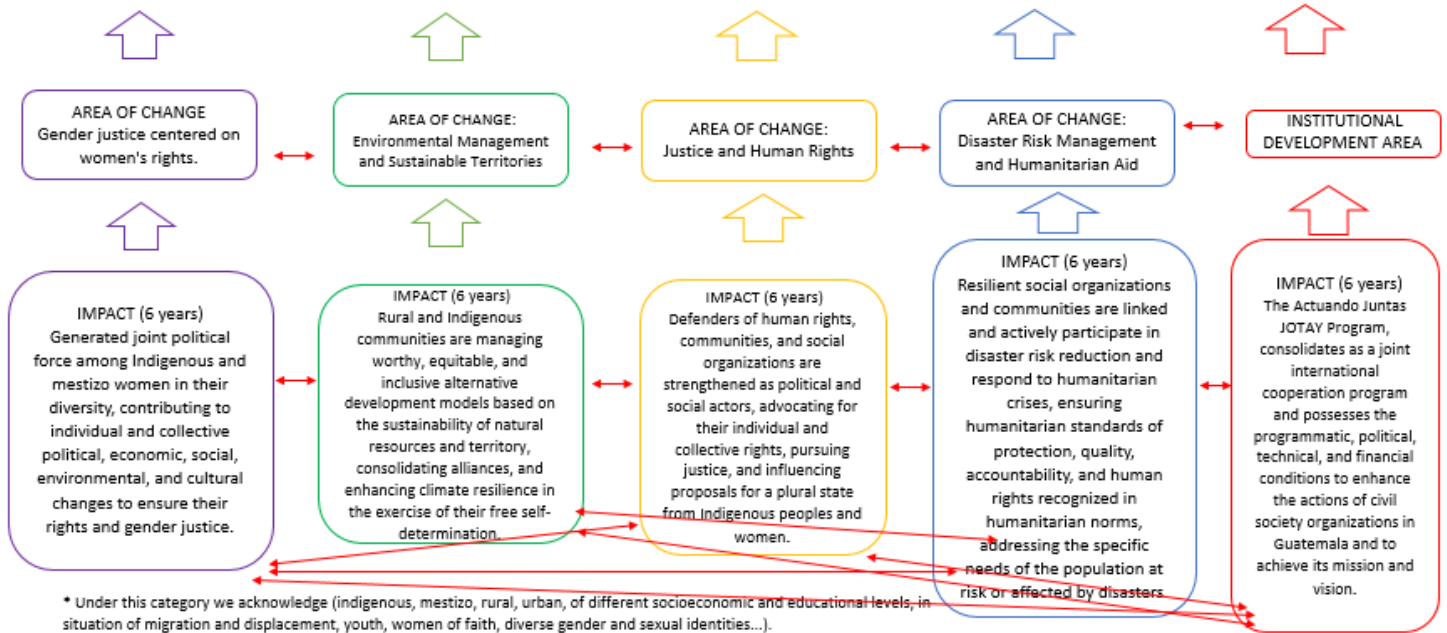 AREA OF CHANGE
Gender justice centered on
women's rights.
AREA OF CHANGE:
Environmental Management
and Sustainable Territories
AREA OF CHANGE:
Justice and Human Rights
AREA OF CHANGE:
Disaster Risk Management
and Humanitarian Aid
INSTITUTIONAL
DEVELOPMENT AREA
IMPACT (6 years)
Generated joint political
force among Indigenous and
mestizo women in their
diversity, contributing to
individual and collective
political, economic, social,
environmental, and cultural
changes to ensure their
rights and gender justice.
IMPACT (6 years)
Rural and Indigenous
communities are managing
worthy, equitable, and
inclusive alternative
development models based on
the sustainability of natural
resources and territory,
consolidating alliances, and
enhancing climate resilience in
the exercise of their free self-
determination.
IMPACT (6 years)
Defenders of human rights,
communities, and social
organizations are
strengthened as political and
social actors, advocating for
their individual and
collective rights, pursuing
justice, and influencing
proposals for a plural state
from Indigenous peoples and
women.
IMPACT (6 years)
Resilient social organizations
and communities are linked
and actively participate in
disaster risk reduction and
respond to humanitarian
crises, ensuring
humanitarian standards of
protection, quality,
accountability, and human
rights recognized in
humanitarian norms,
addressing the specific
needs of the population at
risk or affected by disasters
IMPACT (6 years)
The Actuando Juntas
JOTAY Program,
consolidates as a joint
international
cooperation program
and possesses the
programmatic, political,
technical, and financial
conditions to enhance
the actions of civil
society organizations in
Guatemala and to
achieve its mission and
vision.
* Under this category we acknowledge (indigenous, mestizo, rural, urban, of different socioeconomic and educational levels, in
situation of migration and displacement, youth, women of faith, diverse gender and sexual identities...).